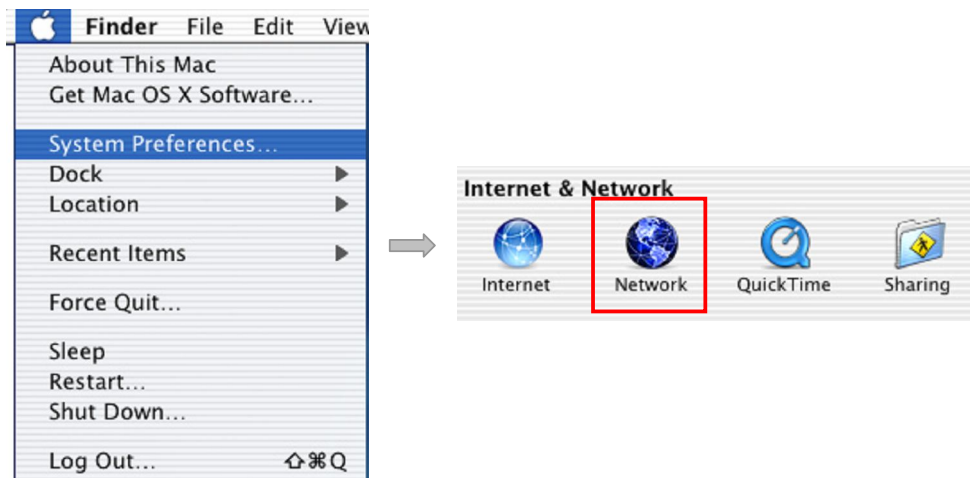 Finder File Edit View
About This Mac
Get Mac OS X Software...
System Preferences...
Dock
Location
Recent Items
Force Quit...
Sleep
Restart...
Shut Down...
Log Out... ⇧⌘Q
Internet & Network
Internet Network QuickTime Sharing